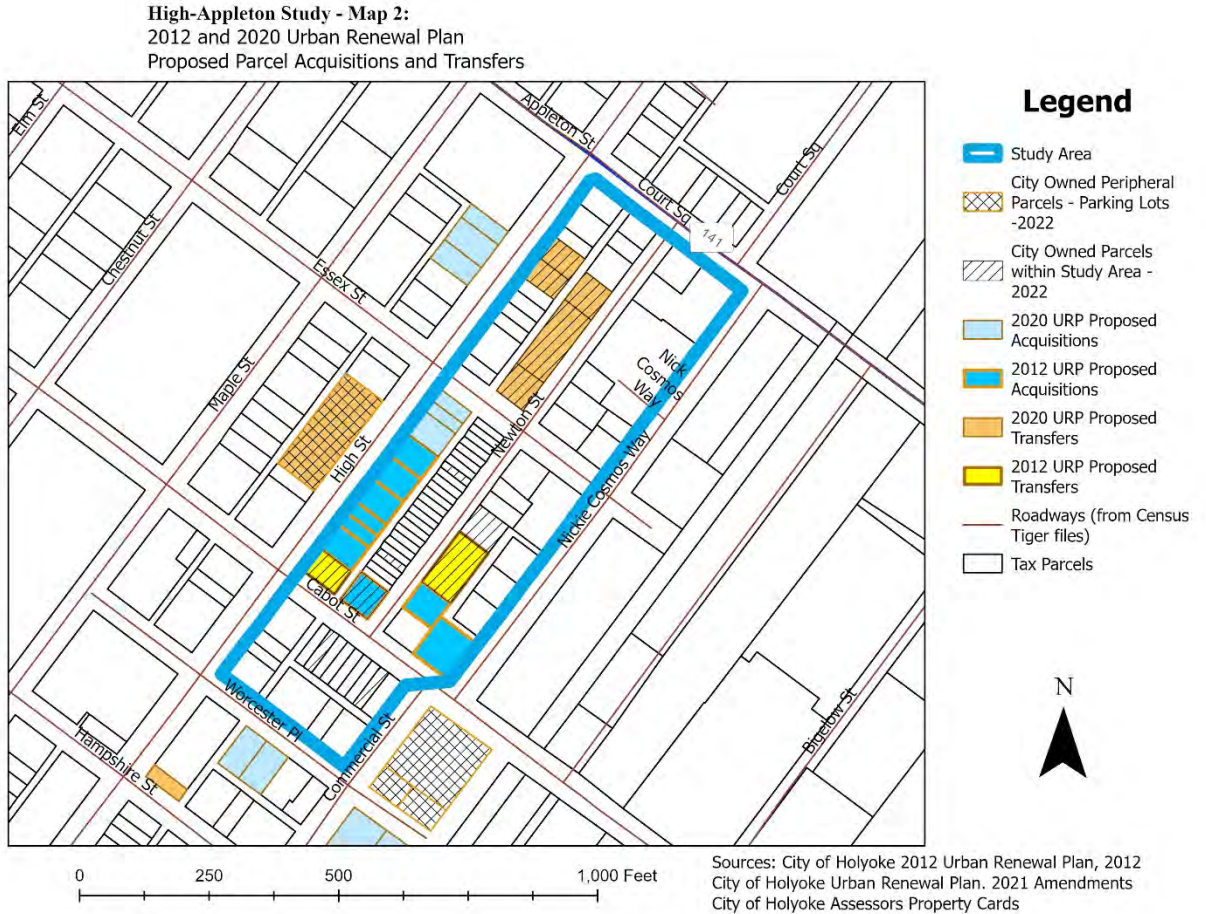 High-Appleton Study - Map 2:
2012 and 2020 Urban Renewal Plan
Proposed Parcel Acquisitions and Transfers
Elm St
Appleton St
Court Sq
Court Sq
141
Chestnut St
Essex St
Maple St
High St
Newton St
Nick
Cosmos
Way
Nickie Cosmos Way
Cabot St
Worcester Pl
Commercial St
Hampshire St
Bigelow St
Legend
Study Area
City Owned Peripheral
Parcels - Parking Lots
-2022
City Owned Parcels
within Study Area -
2022
2020 URP Proposed
Acquisitions
2012 URP Proposed
Acquisitions
2020 URP Proposed
Transfers
2012 URP Proposed
Transfers
Roadways (from Census
Tiger files)
Tax Parcels
N
0 250 500 1,000 Feet
Sources: City of Holyoke 2012 Urban Renewal Plan, 2012
City of Holyoke Urban Renewal Plan. 2021 Amendments
City of Holyoke Assessors Property Cards